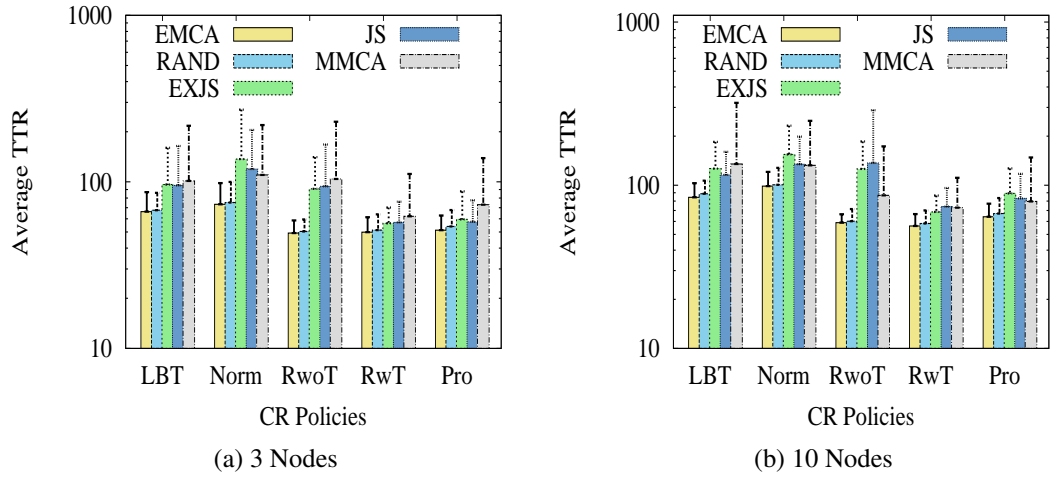 1000
100
10
Average TTR
EMCA
RAND
EXJS
JS
MMCA
LBT Norm RwoT RwT Pro
CR Policies
(a) 3 Nodes
1000
100
10
Average TTR
EMCA
RAND
EXJS
JS
MMCA
LBT Norm RwoT RwT Pro
CR Policies
(b) 10 Nodes